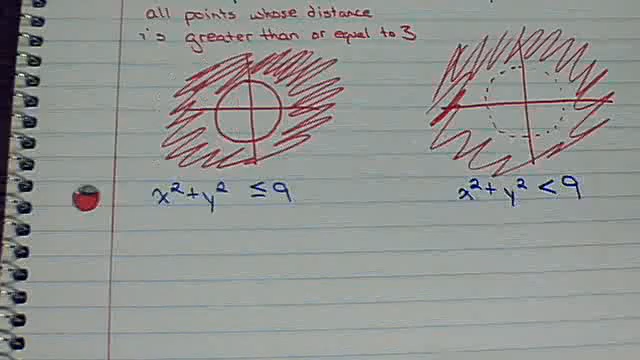 all points whose distance
is greater than or equal to 3
x² + y² ≤ 9
x² + y² < 9